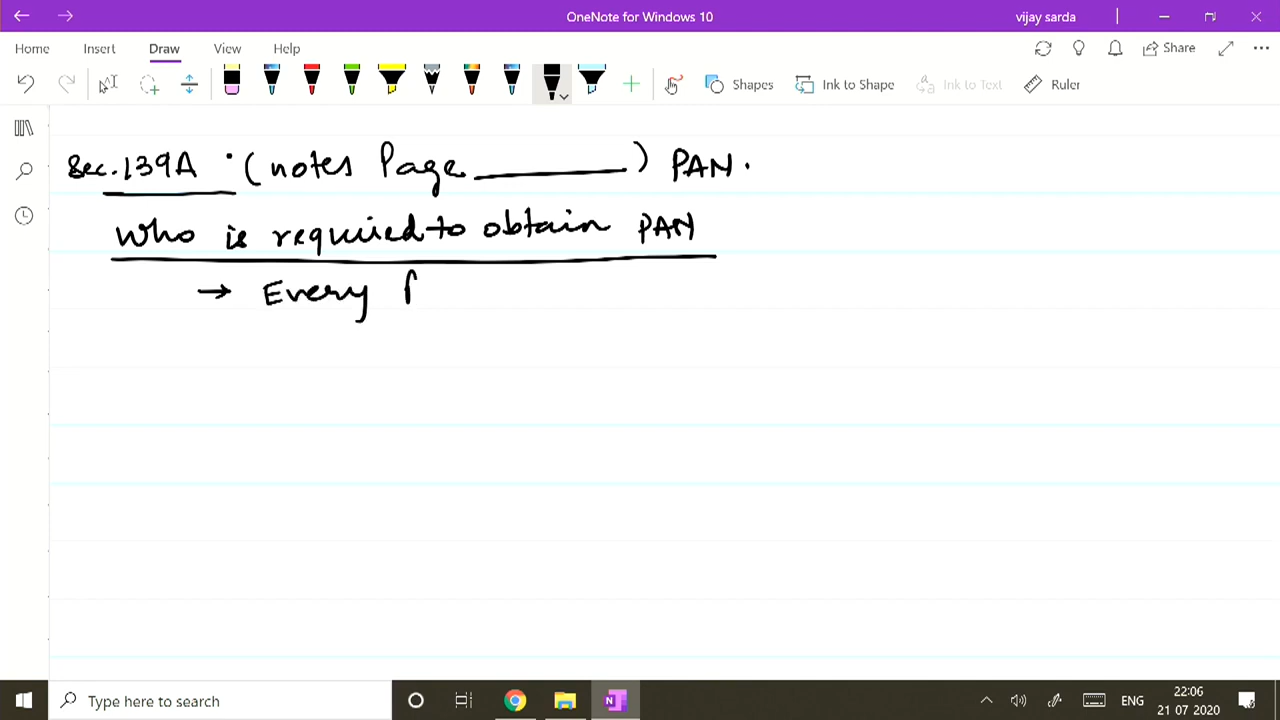 OneNote for Windows 10
vijay sarda
Home Insert Draw View Help
Share
Shapes Ink to Shape Ink to Text Ruler
Sec. 139A (notes Page ______) PAN.
who is required to obtain PAN
→ Every
Type here to search
ENG
22:06
21 07 2020